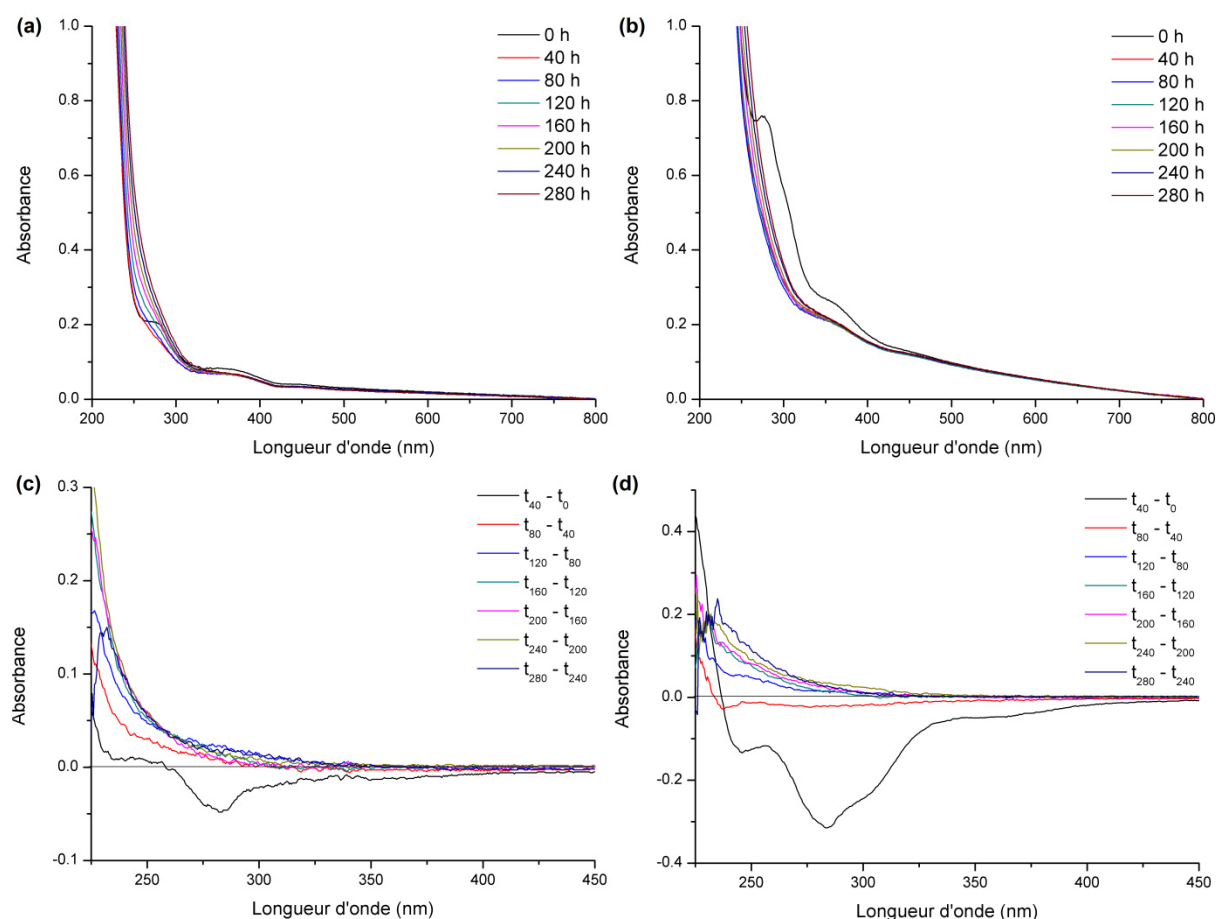 (a)
Absorbance
1.0
0.8
0.6
0.4
0.2
0.0
200 300 400 500 600 700 800
Longueur d'onde (nm)
0 h
40 h
80 h
120 h
160 h
200 h
240 h
280 h
(b)
Absorbance
1.0
0.8
0.6
0.4
0.2
0.0
200 300 400 500 600 700 800
Longueur d'onde (nm)
0 h
40 h
80 h
120 h
160 h
200 h
240 h
280 h
(c)
Absorbance
0.3
0.2
0.1
0.0
-0.1
250 300 350 400 450
Longueur d'onde (nm)
t40 - t0
t80 - t40
t120 - t80
t160 - t120
t200 - t160
t240 - t200
t280 - t240
(d)
Absorbance
0.4
0.2
0.0
-0.2
-0.4
250 300 350 400 450
Longueur d'onde (nm)
t40 - t0
t80 - t40
t120 - t80
t160 - t120
t200 - t160
t240 - t200
t280 - t240